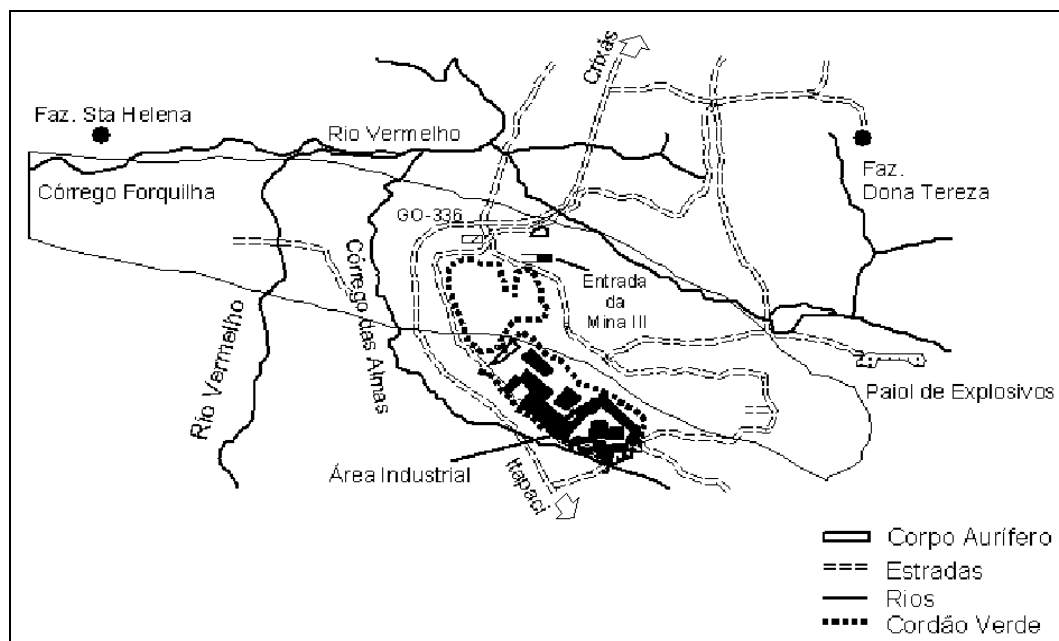 Crixás
Faz. Sta Helena
Rio Vermelho
Faz.
Dona Tereza
Córrego Forquilha
GO-336
Córrego das Almas
Entrada
da
Mina III
Rio Vermelho
Paiol de Explosivos
Área Industrial
Itapaci
Corpo Aurífero
Estradas
Rios
Cordão Verde